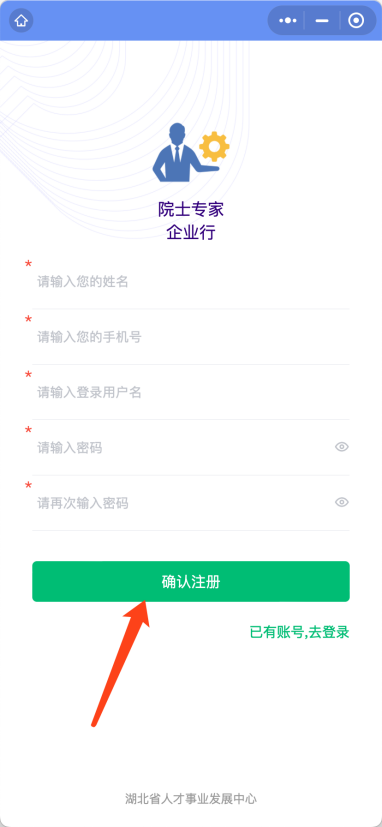 院士专家
企业行
* 请输入您的姓名
* 请输入您的手机号
* 请输入登录用户名
* 请输入密码
* 请再次输入密码
确认注册
已有账号,去登录
湖北省人才事业发展中心